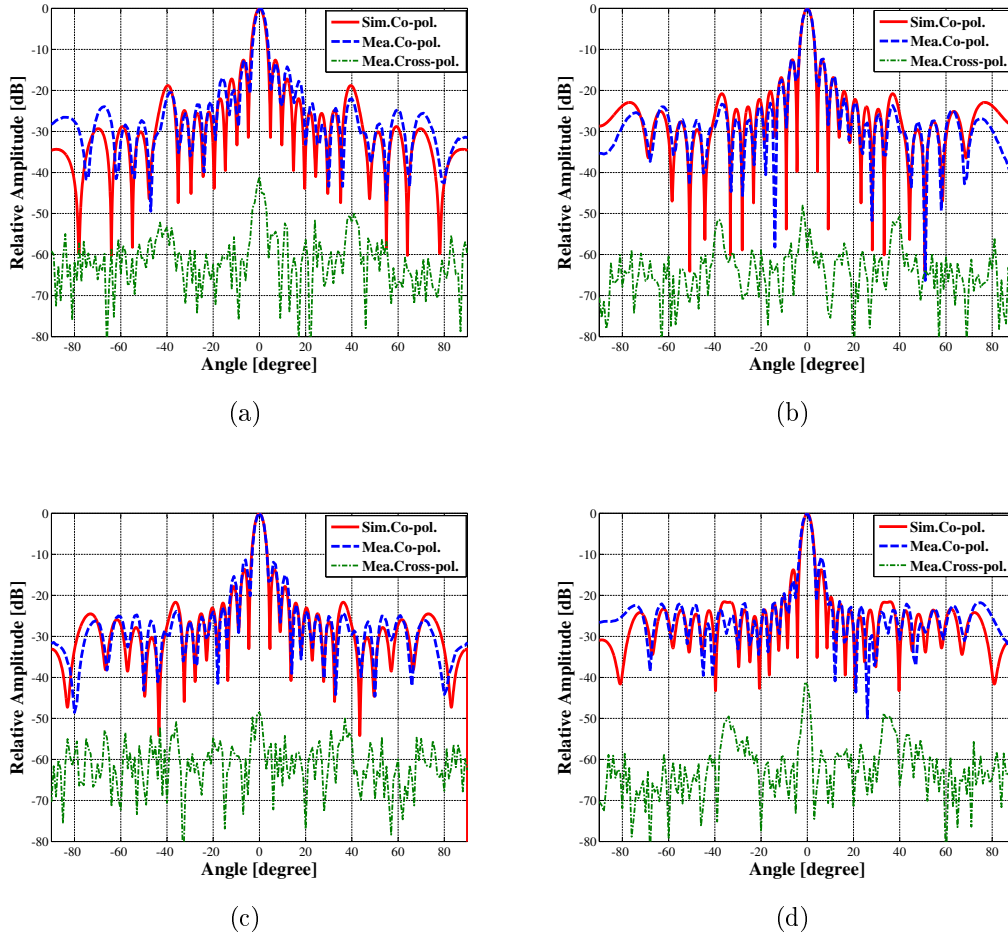 0
-10
-20
-30
-40
-50
-60
-70
-80
Relative Amplitude [dB]
Sim.Co-pol.
Mea.Co-pol.
Mea.Cross-pol.
-80 -60 -40 -20 0 20 40 60 80
Angle [degree]
(a)
0
-10
-20
-30
-40
-50
-60
-70
-80
Relative Amplitude [dB]
Sim.Co-pol.
Mea.Co-pol.
Mea.Cross-pol.
-80 -60 -40 -20 0 20 40 60 80
Angle [degree]
(b)
0
-10
-20
-30
-40
-50
-60
-70
-80
Relative Amplitude [dB]
Sim.Co-pol.
Mea.Co-pol.
Mea.Cross-pol.
-80 -60 -40 -20 0 20 40 60 80
Angle [degree]
(c)
0
-10
-20
-30
-40
-50
-60
-70
-80
Relative Amplitude [dB]
Sim.Co-pol.
Mea.Co-pol.
Mea.Cross-pol.
-80 -60 -40 -20 0 20 40 60 80
Angle [degree]
(d)